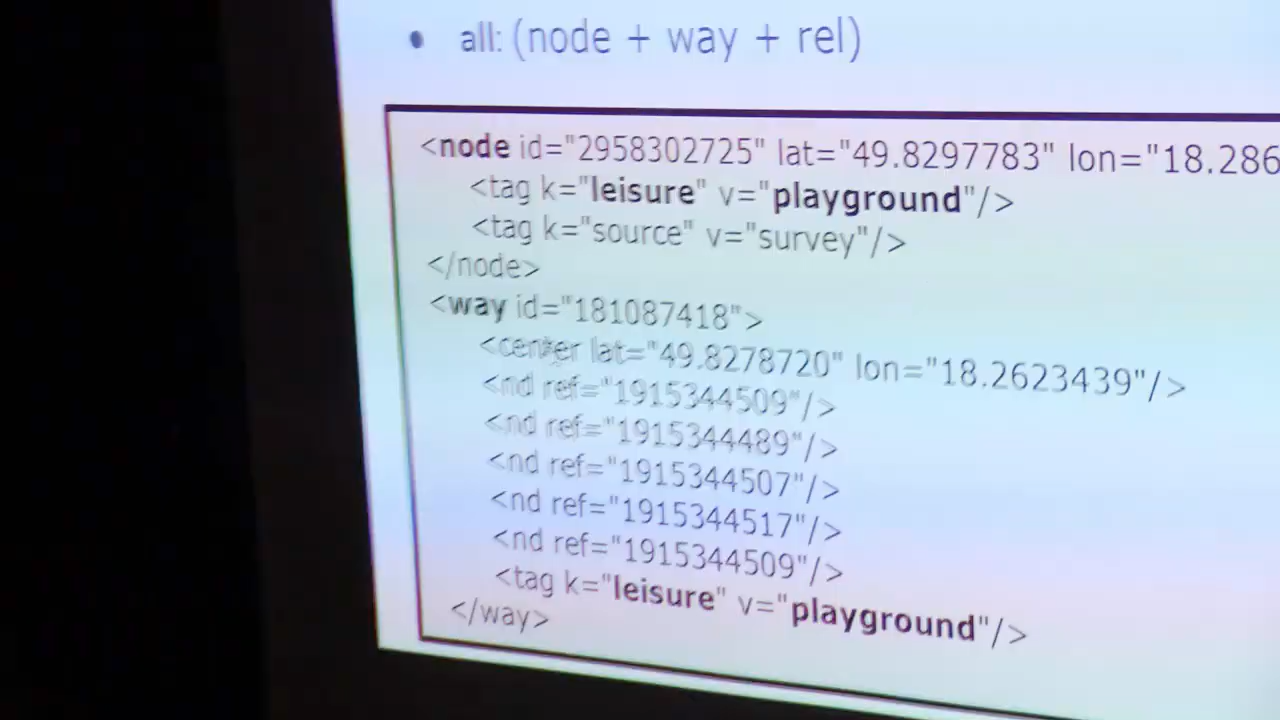 • all: (node + way + rel)
<node id="2958302725" lat="49.8297783" lon="18.286
<tag k="leisure" v="playground"/>
<tag k="source" v="survey"/>
</node>
<way id="181087418">
<center lat="49.8278720" lon="18.2623439"/>
<nd ref="1915344509"/>
<nd ref="1915344489"/>
<nd ref="1915344507"/>
<nd ref="1915344517"/>
<nd ref="1915344509"/>
<tag k="leisure" v="playground"/>
</way>